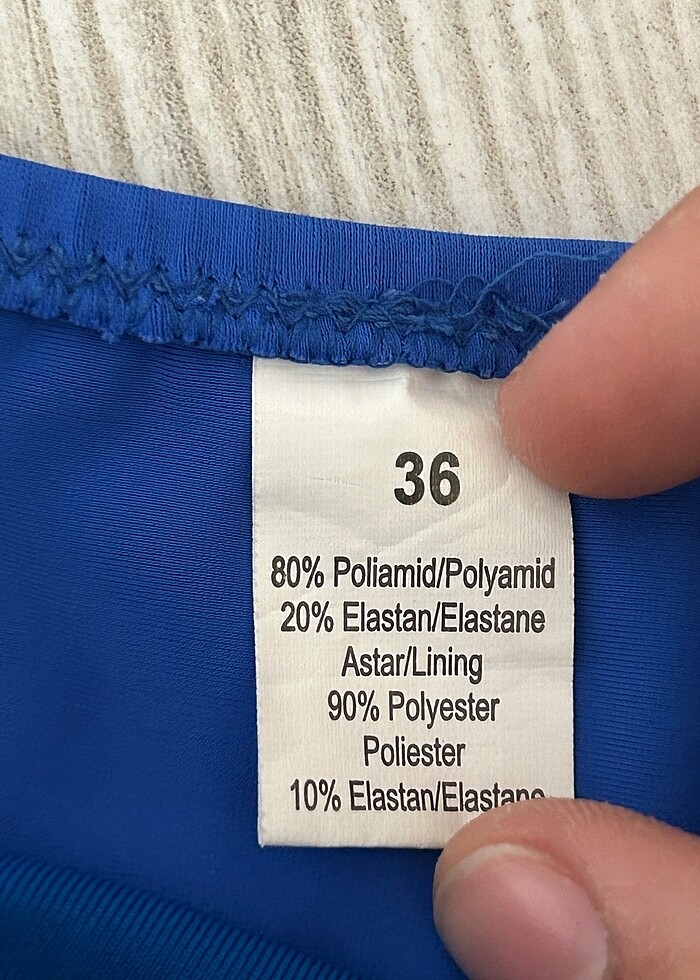 36
80% Poliamid/Polyamid
20% Elastan/Elastane
Astar/Lining
90% Polyester
Poliester
10% Elastan/Elastane